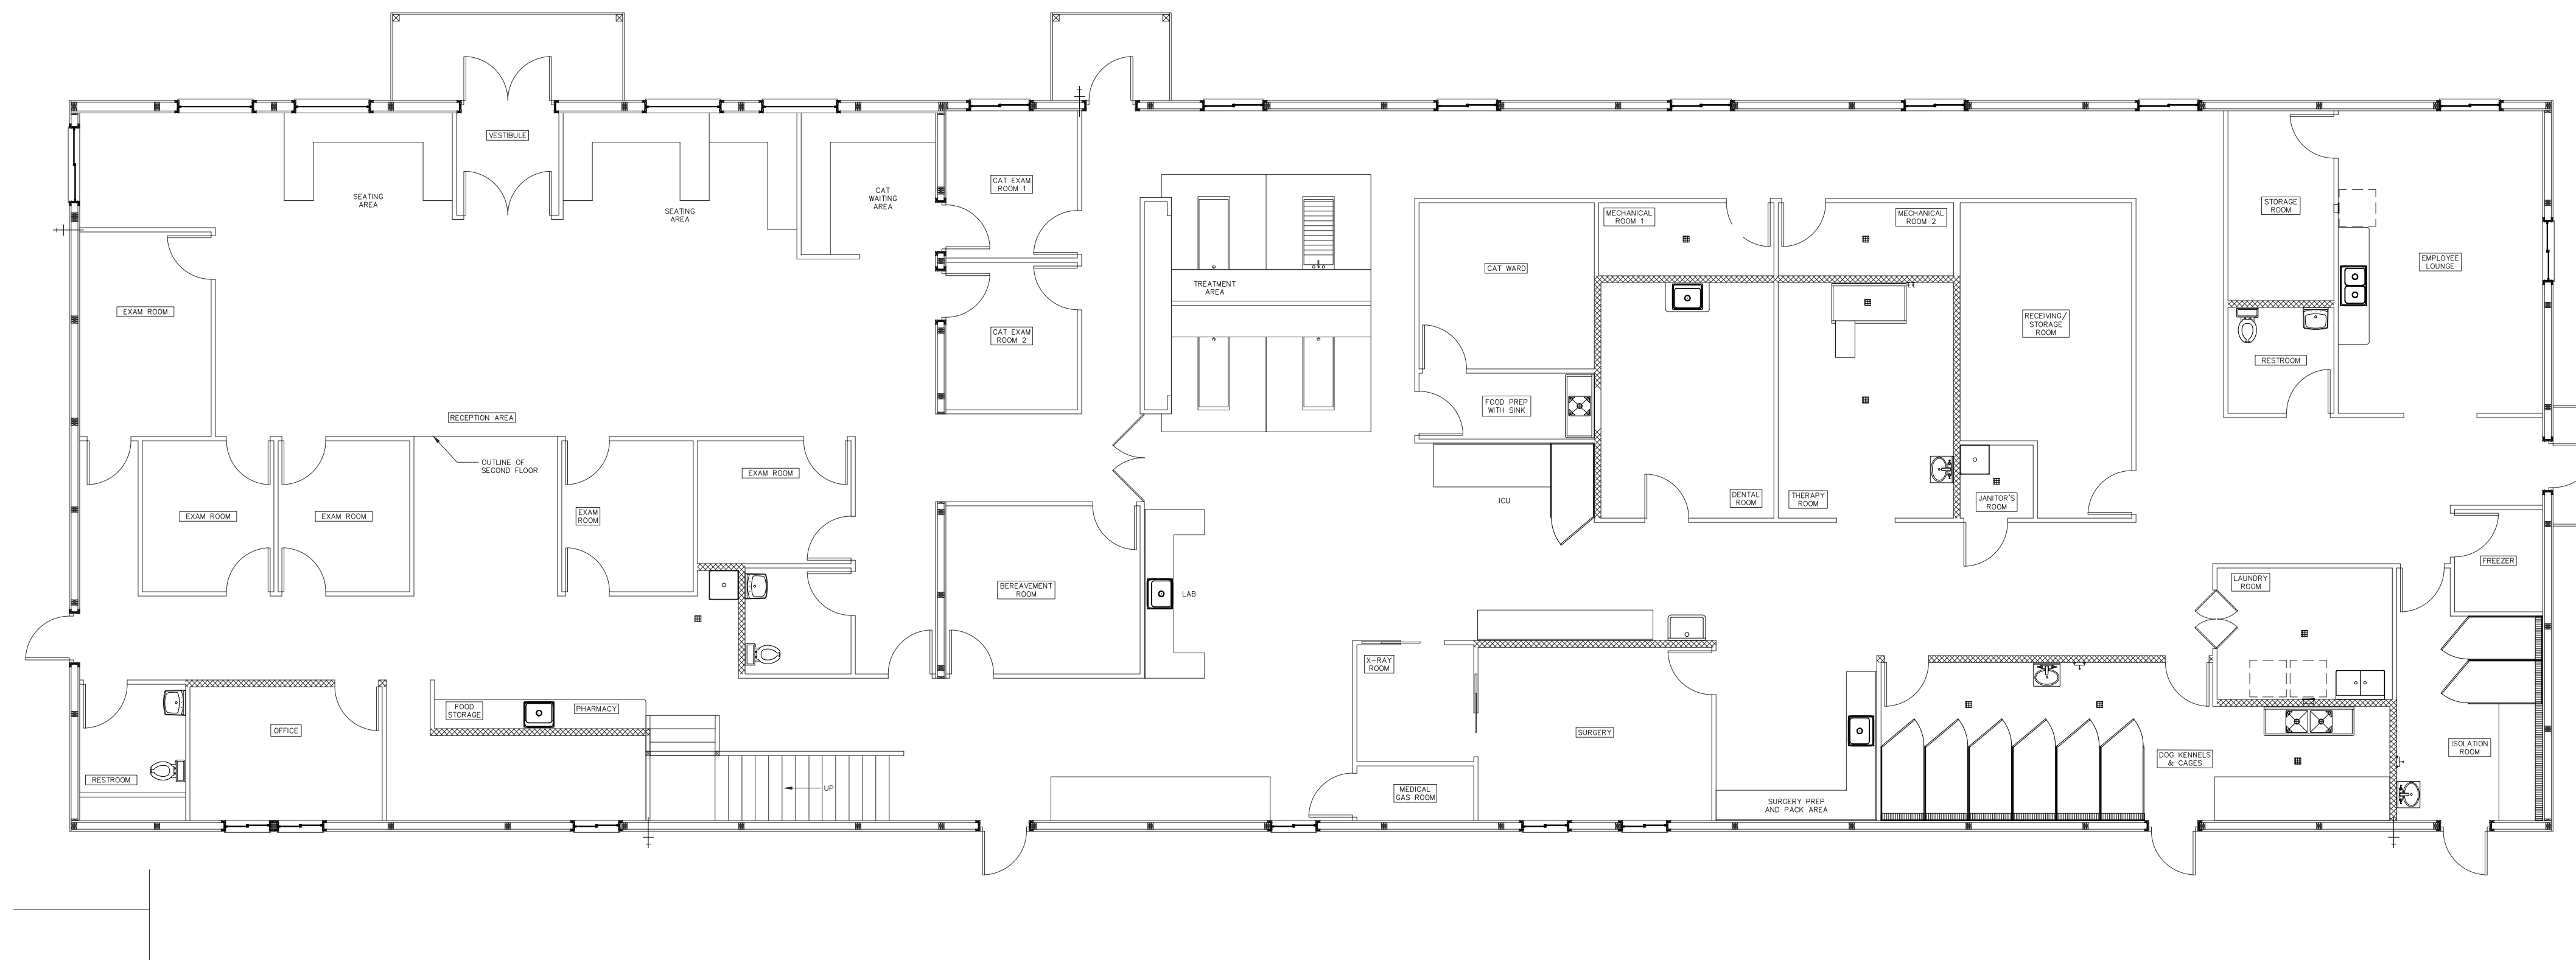 VESTIBULE
SEATING
AREA
SEATING
AREA
CAT
WAITING
AREA
CAT EXAM
ROOM 1
CAT EXAM
ROOM 2
EXAM ROOM
RECEPTION AREA
OUTLINE OF
SECOND FLOOR
EXAM ROOM
EXAM ROOM
EXAM
ROOM
EXAM ROOM
TREATMENT
AREA
CAT WARD
MECHANICAL
ROOM 1
MECHANICAL
ROOM 2
FOOD PREP
WITH SINK
ICU
DENTAL
ROOM
THERAPY
ROOM
RECEIVING/
STORAGE
ROOM
JANITOR'S
ROOM
STORAGE
ROOM
EMPLOYEE
LOUNGE
RESTROOM
FREEZER
LAUNDRY
ROOM
BEREAVEMENT
ROOM
LAB
X-RAY
ROOM
SURGERY
MEDICAL
GAS ROOM
SURGERY PREP
AND PACK AREA
DOG KENNELS
& CAGES
ISOLATION
ROOM
FOOD
STORAGE
PHARMACY
OFFICE
RESTROOM
UP